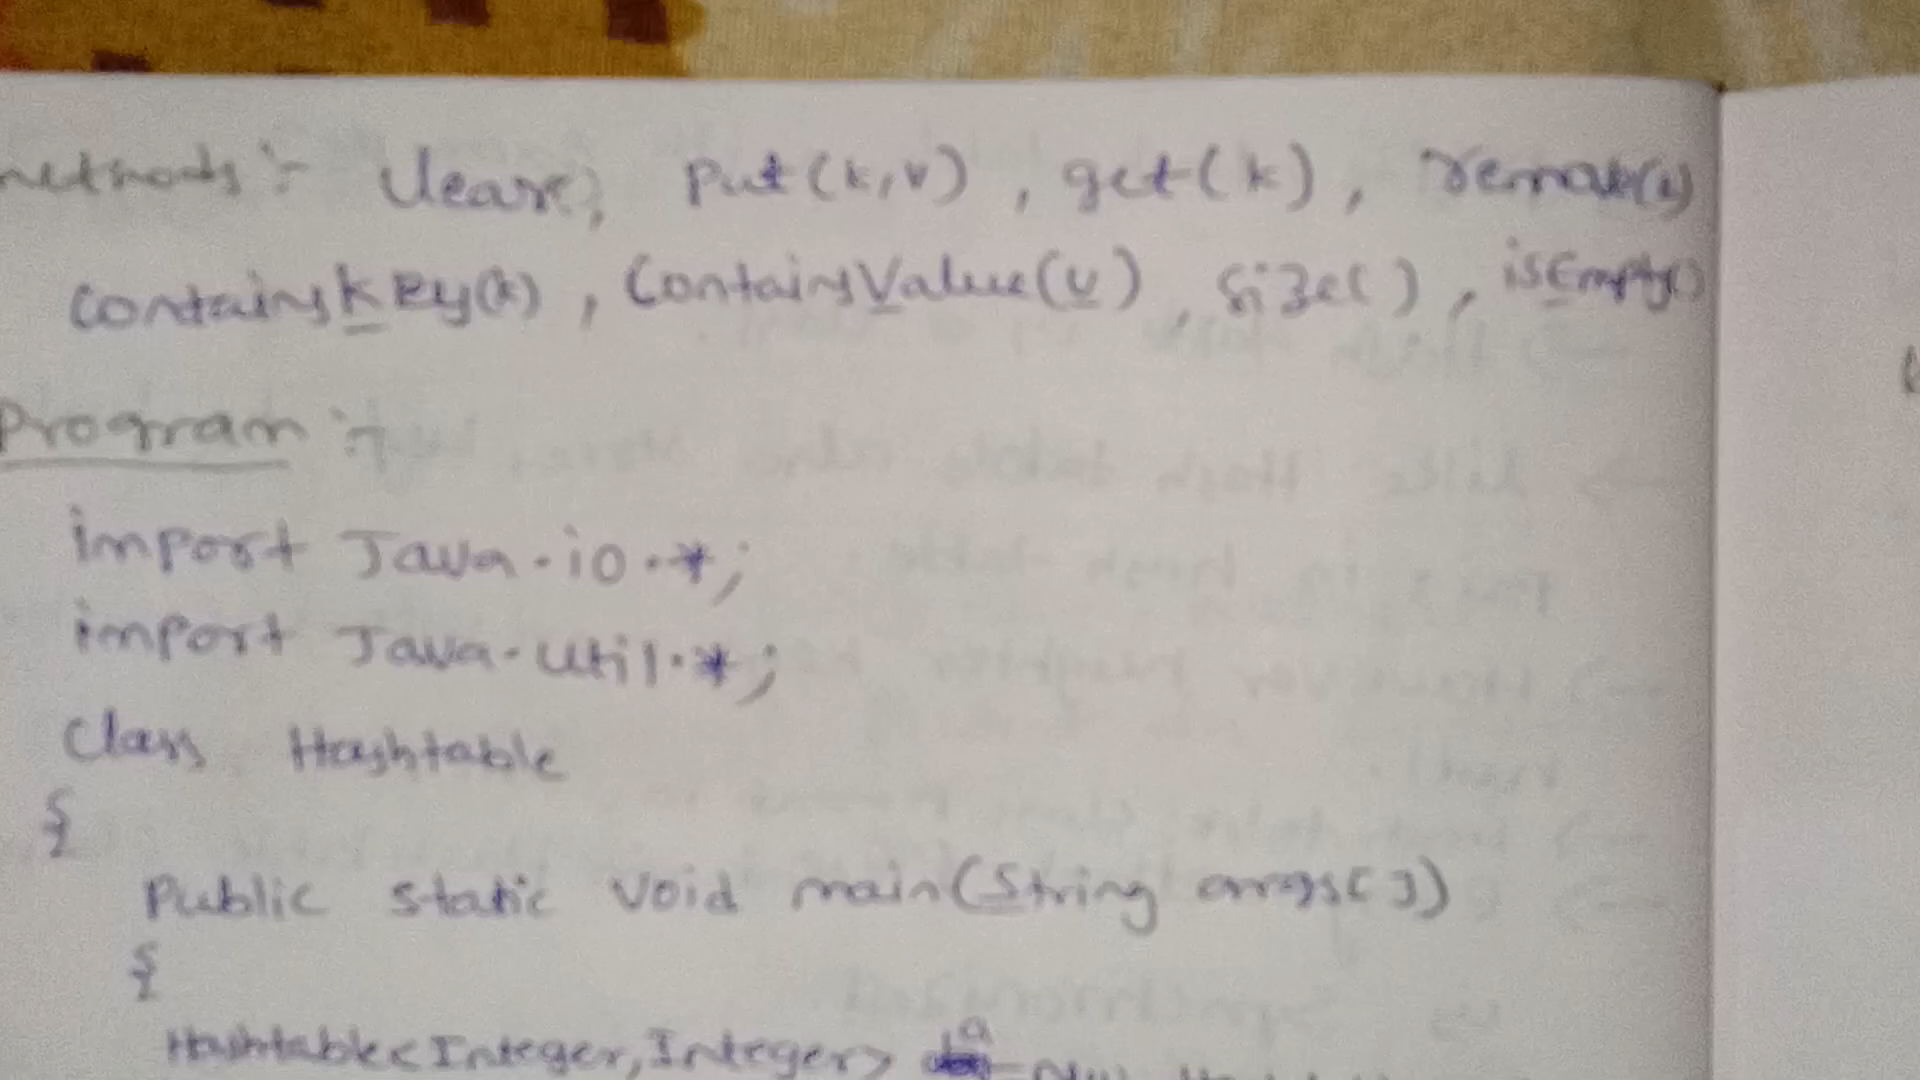 methods :- Clear, put(k,v), get(k), remove(k)
containsKey(k), ContainsValue(v), size(), isEmpty()
Program :-
import Java.io.*;
import Java.util.*;
class Hashtable
{
Public static void main(String args[])
{
Hashtable<Integer,Integer> a = new